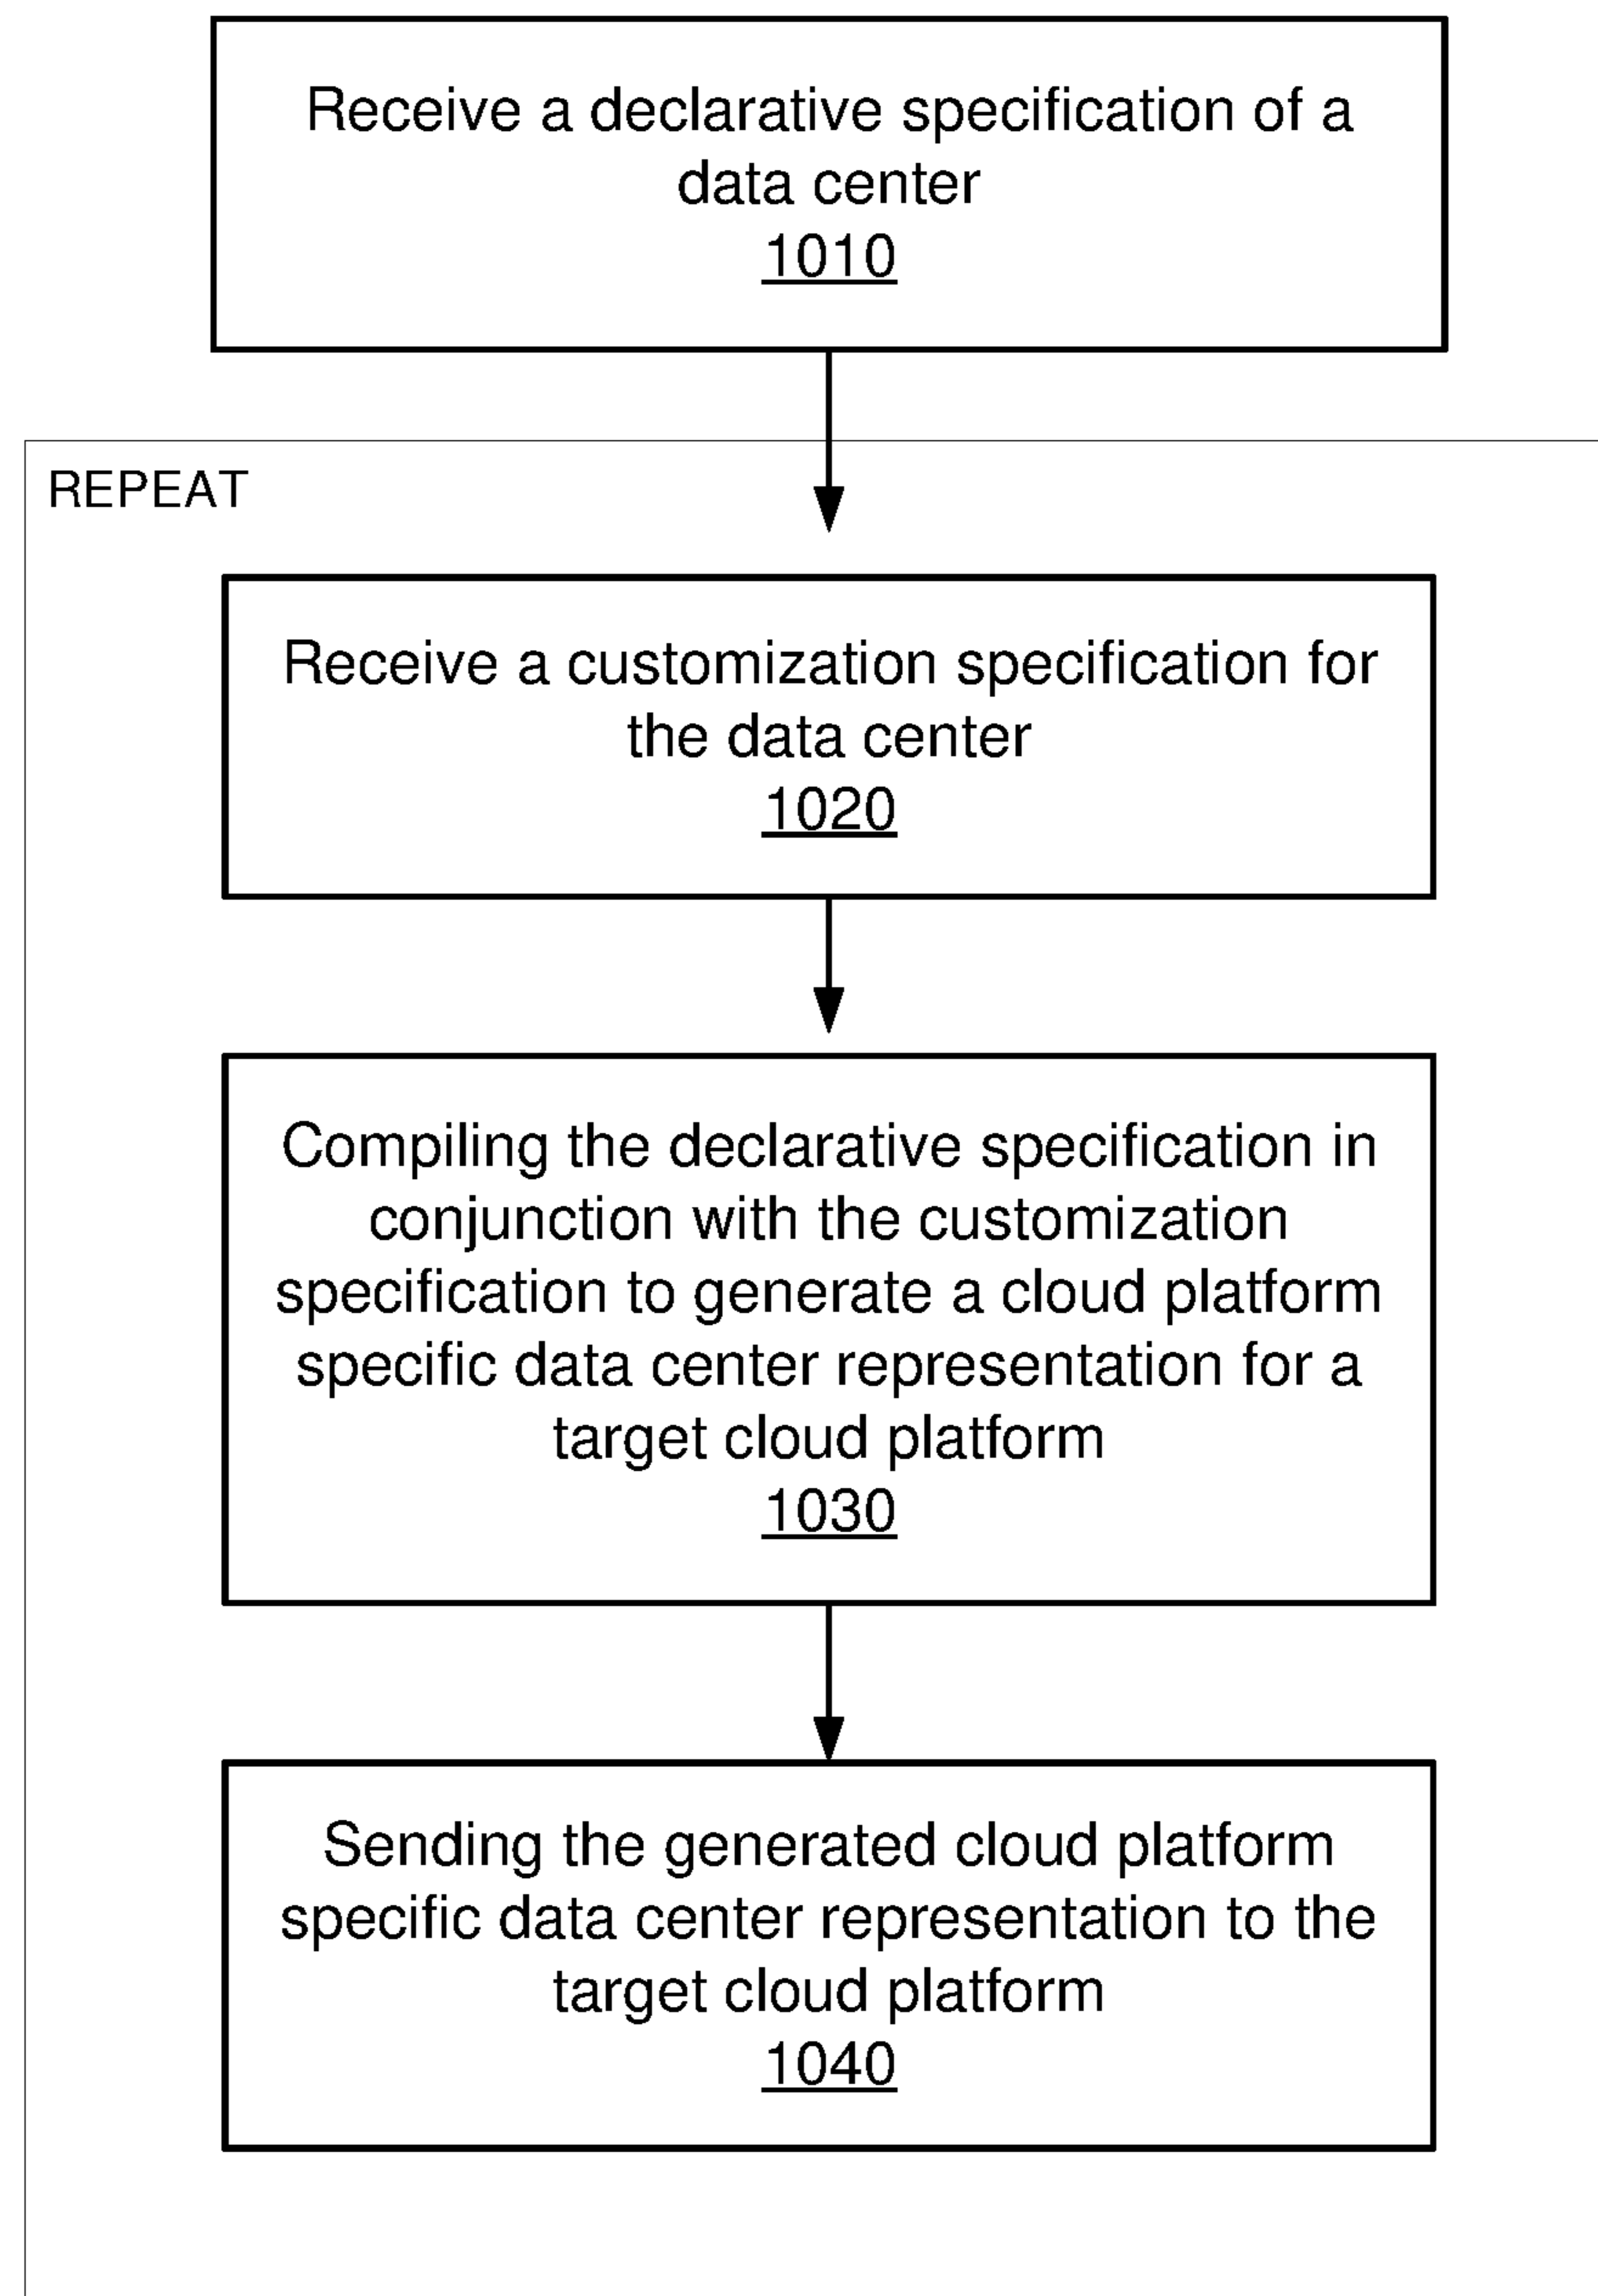 Receive a declarative specification of a
data center
1010
REPEAT
Receive a customization specification for
the data center
1020
Compiling the declarative specification in
conjunction with the customization
specification to generate a cloud platform
specific data center representation for a
target cloud platform
1030
Sending the generated cloud platform
specific data center representation to the
target cloud platform
1040